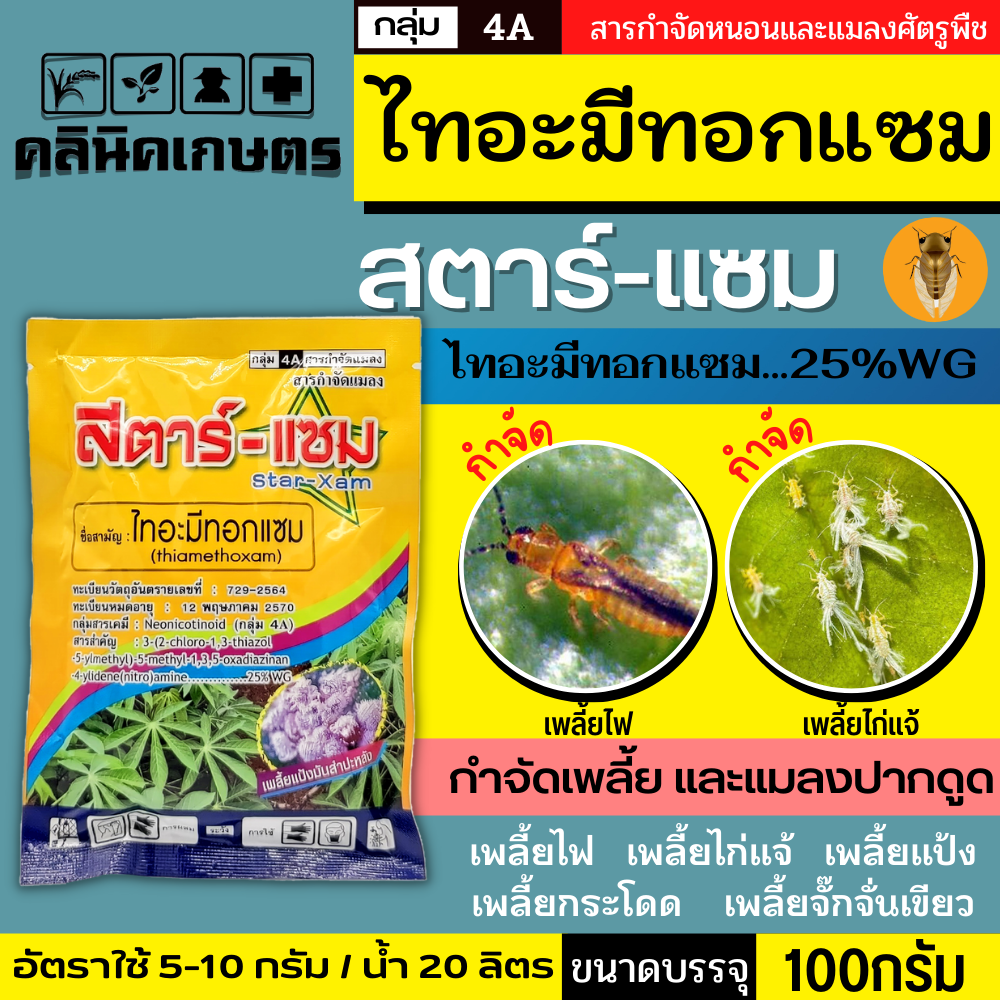 กลุ่ม 4A สารกำจัดหนอนและแมลงศัตรูพืช
คลินิคเกษตร
ไทอะมีทอกแซม
สตาร์-แซม
ไทอะมีทอกแซม...25%WG
กลุ่ม 4A สารกำจัดแมลง
สารกำจัดแมลง
สตาร์-แซม
Star-Xam
ชื่อสามัญ : ไทอะมีทอกแซม
(thiamethoxam)
ทะเบียนวัตถุอันตรายเลขที่ : 729-2564
ทะเบียนหมดอายุ : 12 พฤษภาคม 2570
กลุ่มสารเคมี : Neonicotinoid (กลุ่ม 4A)
สารสำคัญ : 3-(2-chloro-1,3-thiazol
-5-ylmethyl)-5-methyl-1,3,5-oxadiazinan
-4-ylidene(nitro)amine..............25% WG
เพลี้ยแป้งมันสำปะหลัง
ระวัง การใช้
กำจัด กำจัด
เพลี้ยไฟ เพลี้ยไก่แจ้
กำจัดเพลี้ย และแมลงปากดูด
เพลี้ยไฟ เพลี้ยไก่แจ้ เพลี้ยแป้ง
เพลี้ยกระโดด เพลี้ยจั๊กจั่นเขียว
อัตราใช้ 5-10 กรัม / น้ำ 20 ลิตร ขนาดบรรจุ 100กรัม